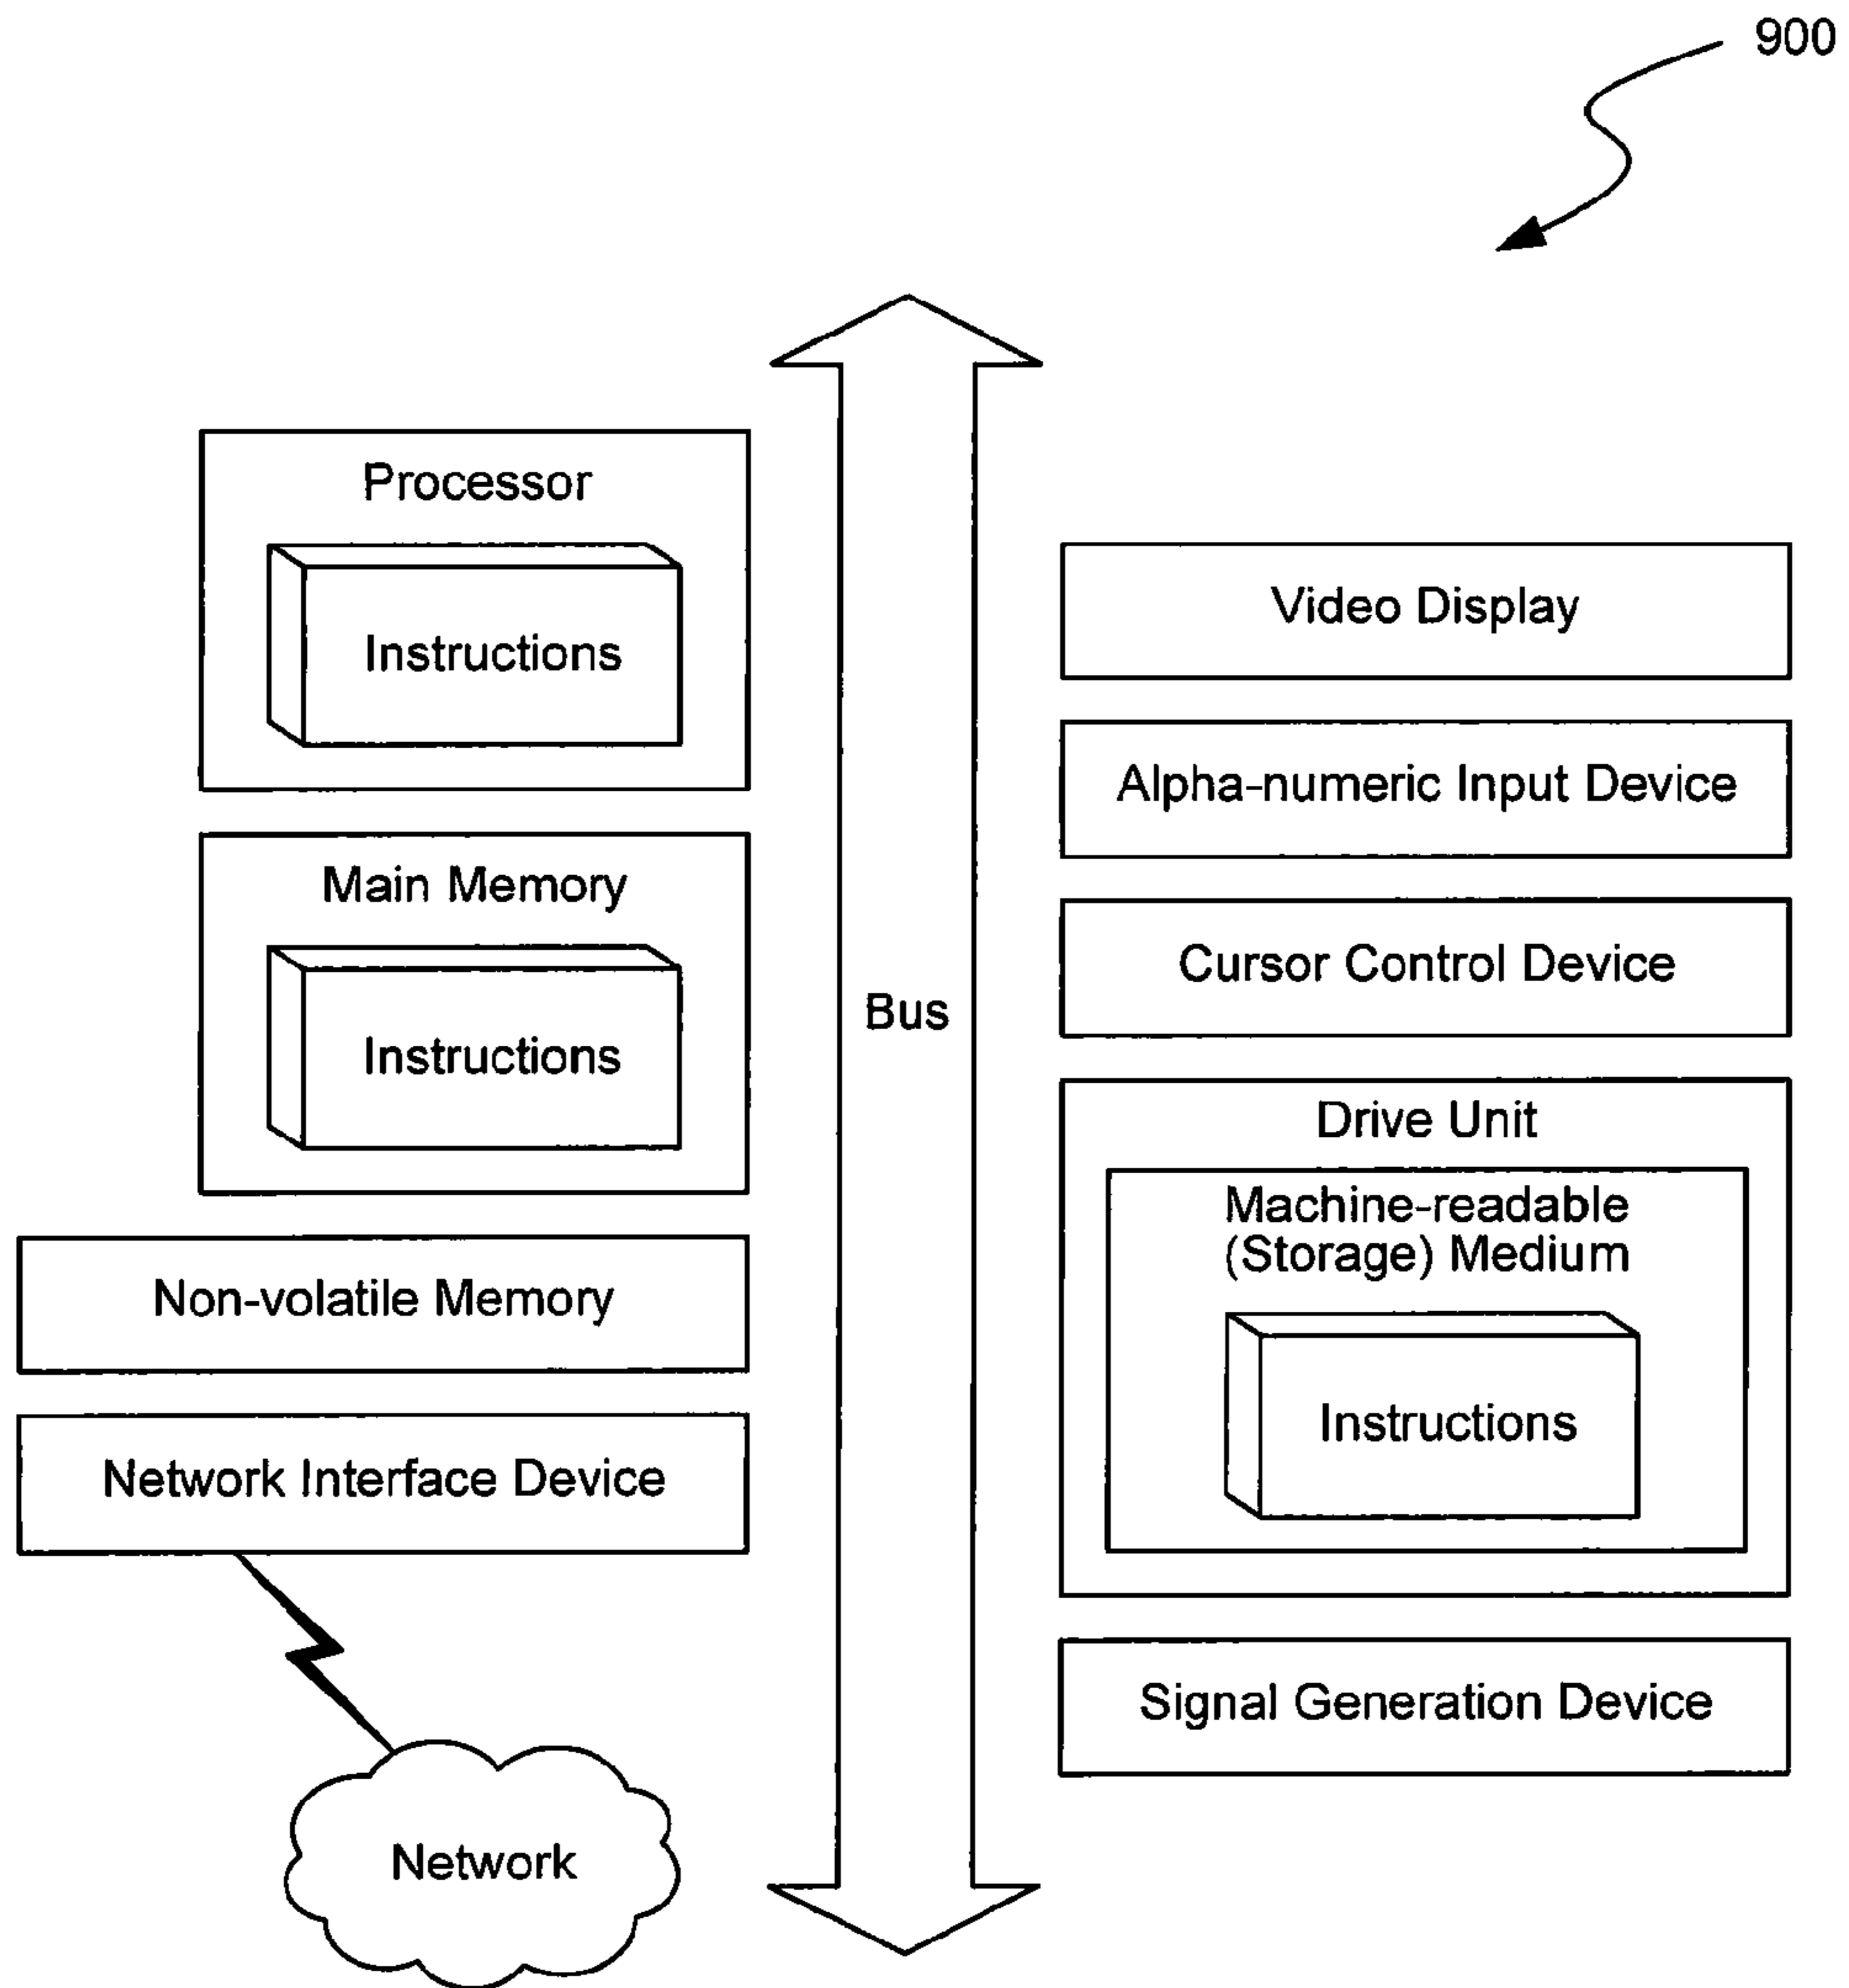 900
Processor
Instructions
Main Memory
Instructions
Non-volatile Memory
Network Interface Device
Network
Bus
Video Display
Alpha-numeric Input Device
Cursor Control Device
Drive Unit
Machine-readable
(Storage) Medium
Instructions
Signal Generation Device